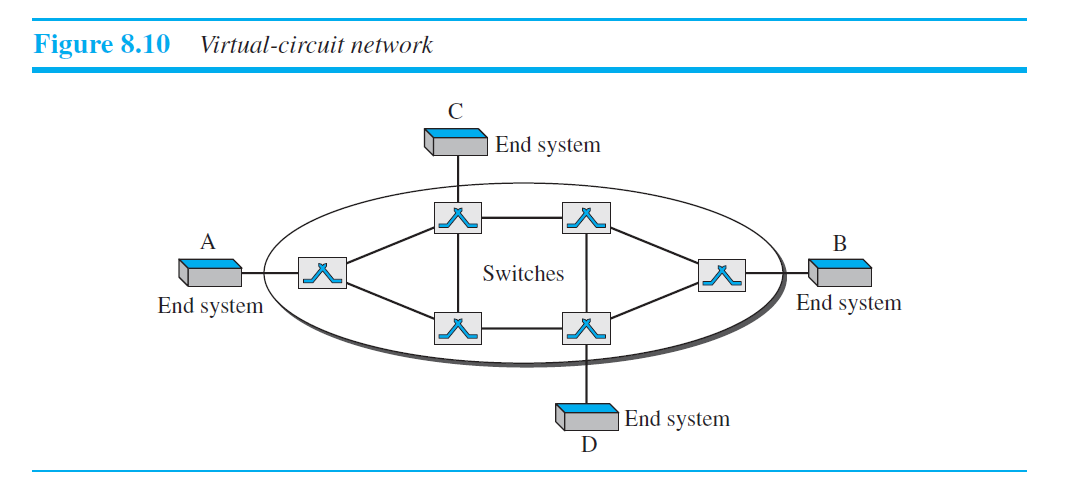 Figure 8.10 Virtual-circuit network
C
End system
A
B
Switches
End system
End system
End system
D